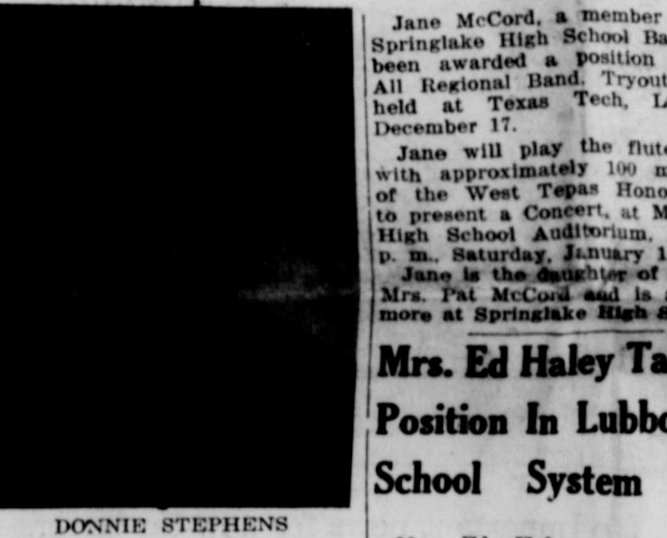 Jane McCord, a member
Springlake High School Ba
been awarded a position
All Regional Band. Tryout
held at Texas Tech, L
December 17.
Jane will play the flute
with approximately 100 m
of the West Tepas Hono
to present a Concert, at M
High School Auditorium,
p. m., Saturday, January 1
Jane is the daughter of
Mrs. Pat McCord and is
more at Springlake High S
Mrs. Ed Haley Ta
Position In Lubbo
School System
DONNIE STEPHENS